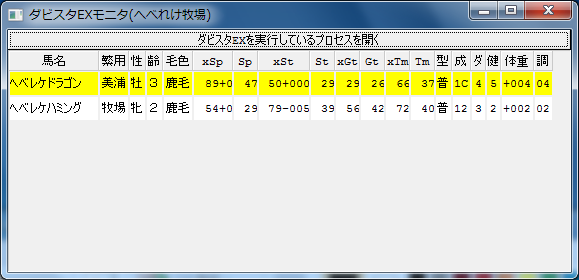 ダビスタEXモニタ(へべれけ牧場)
ダビスタEXを実行しているプロセスを開く
馬名 繁用 性 齢 毛色 xSp Sp xSt St xGt Gt xTm Tm 型 成 ダ 健 体重 調
ヘベレケドラゴン 美浦 牡 3 鹿毛 89+0 47 50+000 29 29 26 66 37 普 1C 4 5 +004 04
ヘベレケハミング 牧場 牝 2 鹿毛 54+0 29 79-005 39 56 42 72 40 普 12 3 2 +002 02